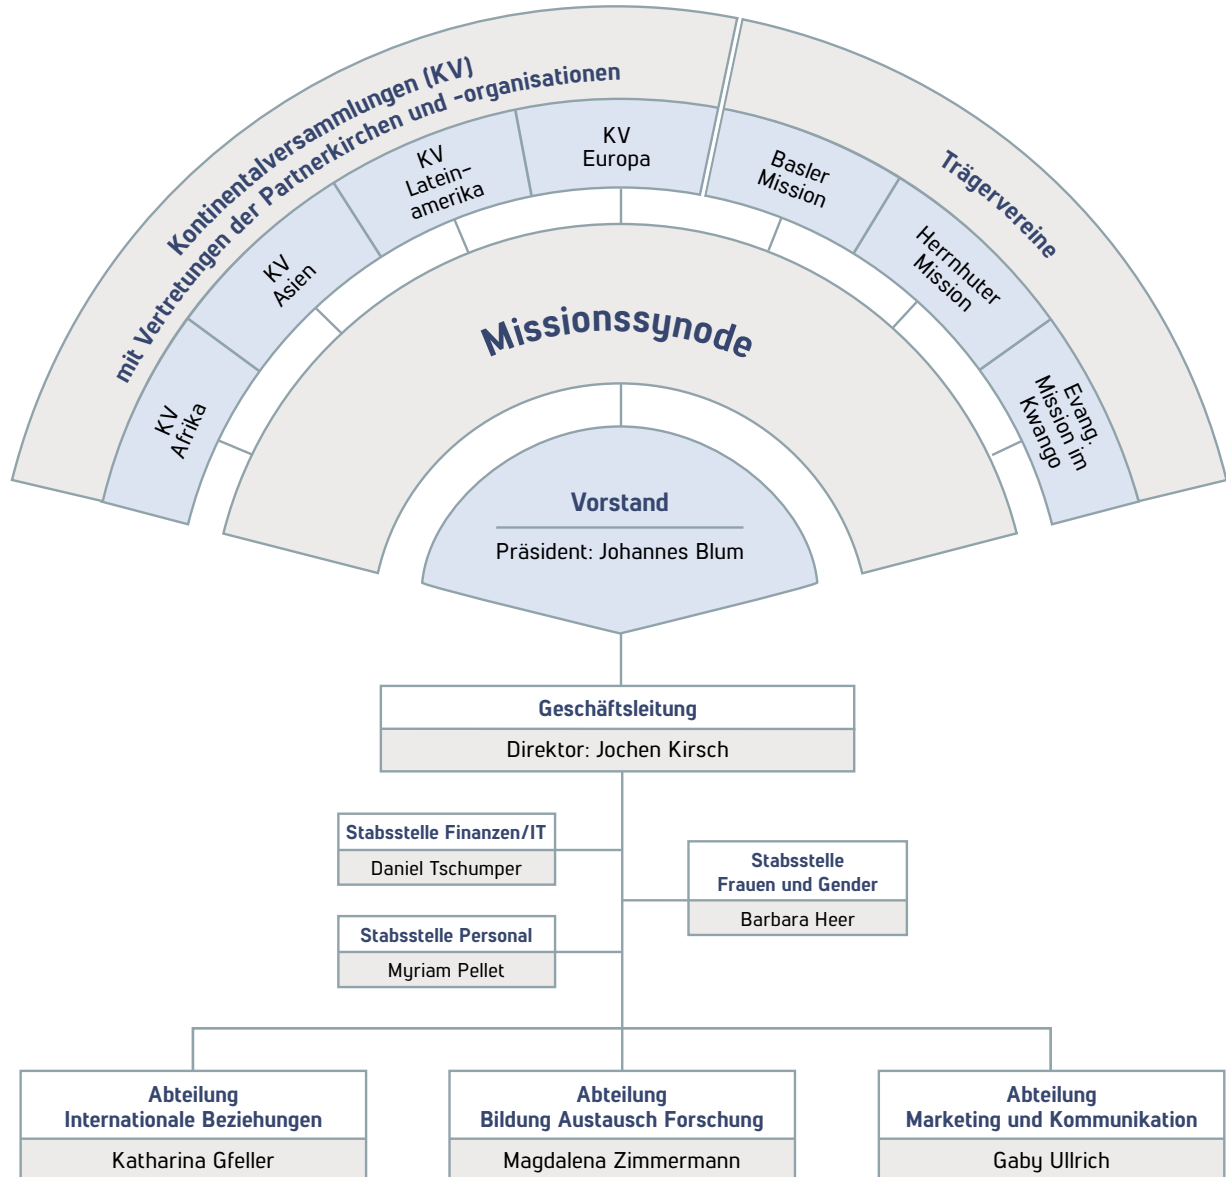 Kontinentalversammlungen (KV)
mit Vertretungen der Partnerkirchen und -organisationen
Trägervereine
KV
Afrika
KV
Asien
KV
Latein-
amerika
KV
Europa
Basler
Mission
Herrnhuter
Mission
Evang.
Mission im
Kwango
Missionssynode
Vorstand
Präsident: Johannes Blum
Geschäftsleitung
Direktor: Jochen Kirsch
Stabsstelle Finanzen/IT
Daniel Tschumper
Stabsstelle
Frauen und Gender
Barbara Heer
Stabsstelle Personal
Myriam Pellet
Abteilung
Internationale Beziehungen
Katharina Gfeller
Abteilung
Bildung Austausch Forschung
Magdalena Zimmermann
Abteilung
Marketing und Kommunikation
Gaby Ullrich